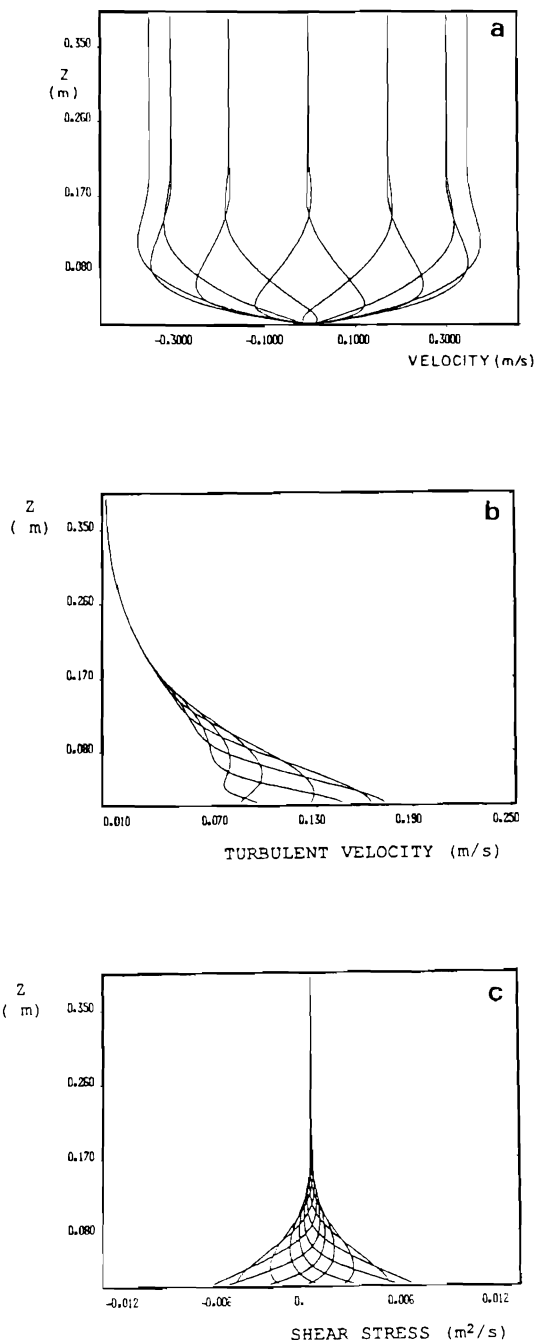 a
0.350
Z
(m)
0.260
0.170
0.080
-0.3000 -0.1000 0.1000 0.3000
VELOCITY (m/s)
b
Z
( m)
0.350
0.260
0.170
0.080
0.010 0.070 0.130 0.190 0.250
TURBULENT VELOCITY (m/s)
c
Z
( m)
0.350
0.260
0.170
0.080
-0.012 -0.006 0. 0.006 0.012
SHEAR STRESS (m²/s)